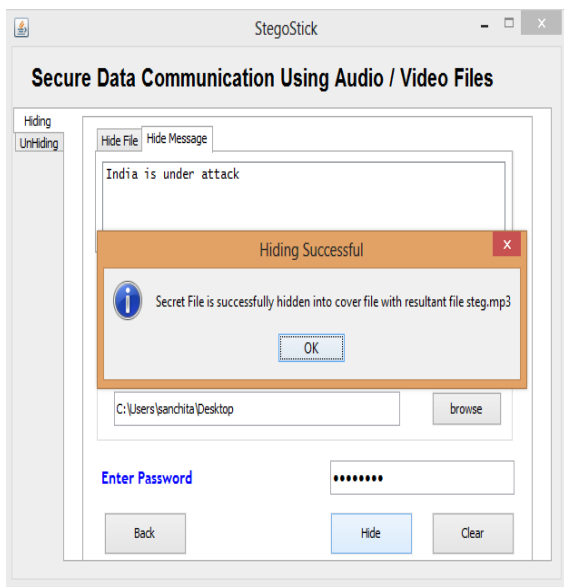 StegoStick
Secure Data Communication Using Audio / Video Files
Hiding
UnHiding
Hide File Hide Message
India is under attack
Hiding Successful
Secret File is successfully hidden into cover file with resultant file steg.mp3
OK
C:\Users\sanchita\Desktop browse
Enter Password ••••••••
Back Hide Clear